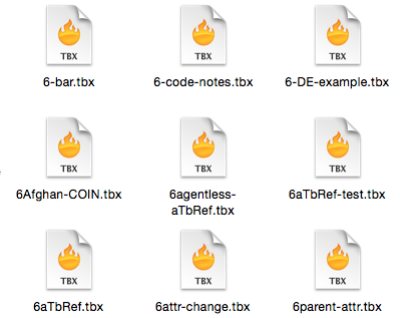 TBX TBX TBX
6-bar.tbx 6-code-notes.tbx 6-DE-example.tbx
TBX TBX TBX
6Afghan-COIN.tbx 6agentless-aTbRef.tbx 6aTbRef-test.tbx
TBX TBX TBX
6aTbRef.tbx 6attr-change.tbx 6parent-attr.tbx